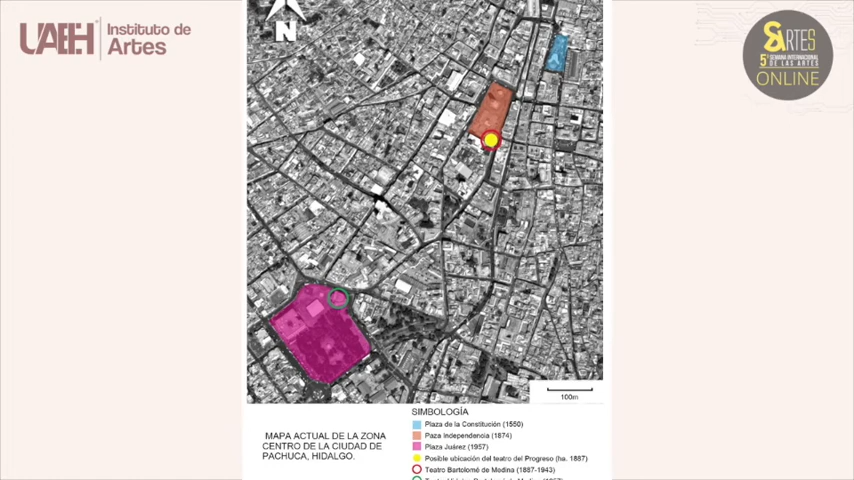 UAEH Instituto de
Artes
SARTES
5ª SEMANA INTERNACIONAL
DE LAS ARTES
ONLINE
N
100m
MAPA ACTUAL DE LA ZONA
CENTRO DE LA CIUDAD DE
PACHUCA, HIDALGO.
SIMBOLOGÍA
Plaza de la Constitución (1550)
Paza Independencia (1874)
Plaza Juárez (1957)
Posible ubicación del teatro del Progreso (ha. 1887)
Teatro Bartolomé de Medina (1887-1943)